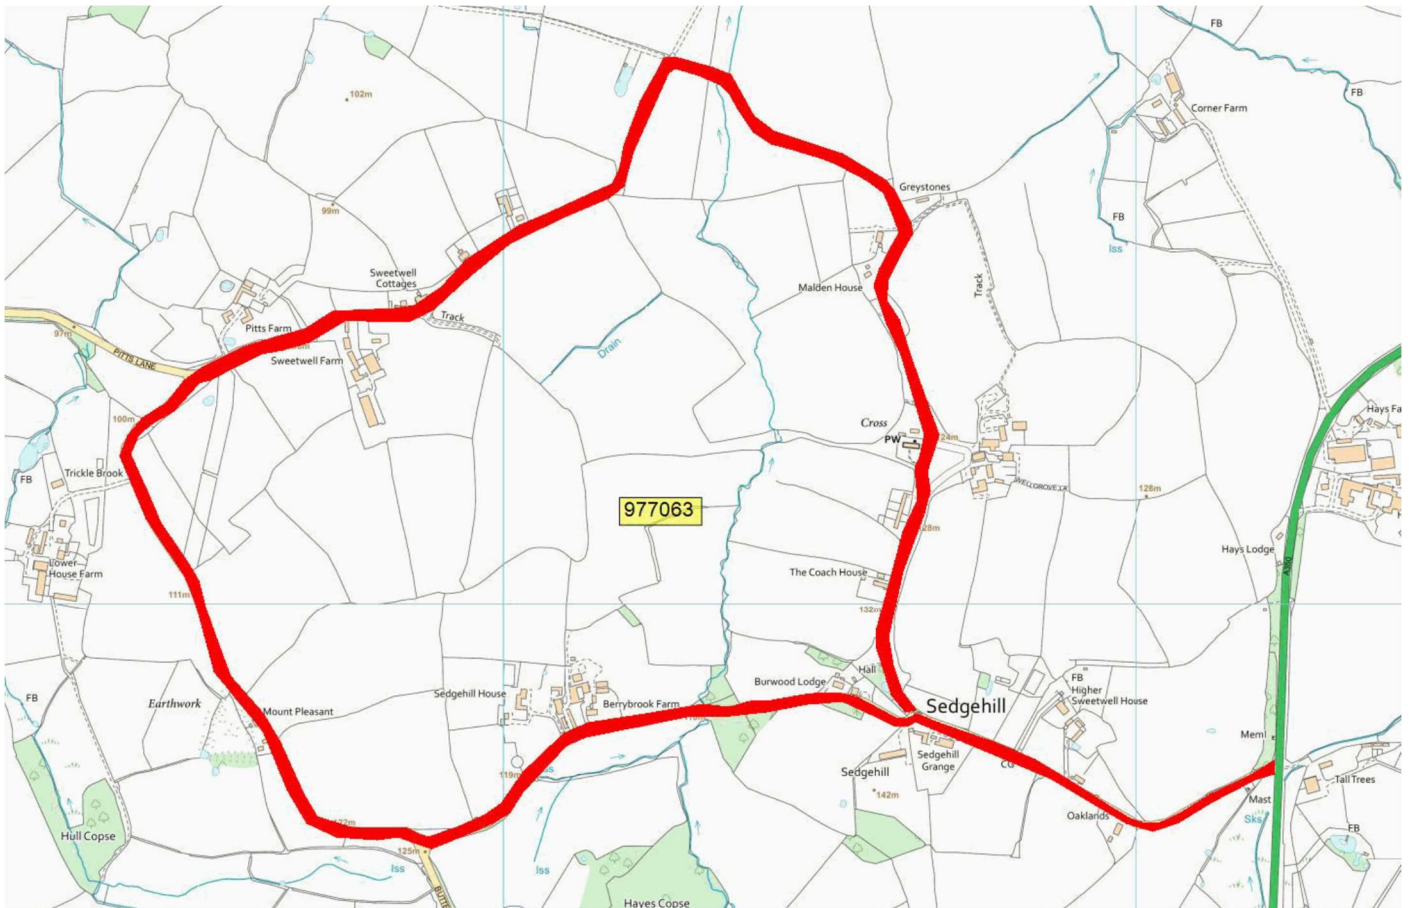 FB
FB
102m
Corner Farm
Greystones
99m
FB
Iss
Sweetwell
Cottages
Malden House
Track
Track
Pitts Farm
97m
Drain
PITTS LANE
Sweetwell Farm
Hays Fa
100m
Cross
PW
24m
Trickle Brook
FB
WELLGROVE LA
128m
977063
28m
Hays Lodge
Lower
House Farm
The Coach House
A350
111m
132m
Hall
Burwood Lodge
FB
Higher
Sweetwell House
Sedgehill House
FB
Earthwork
Berrybrook Farm
Sedgehill
Mount Pleasant
Meml
Sedgehill
Grange
CG
119m
Sedgehill
Tall Trees
142m
Mast
Oaklands
Sks
FB
Hull Copse
125m
Iss
Iss
BUTTE
Hayes Copse